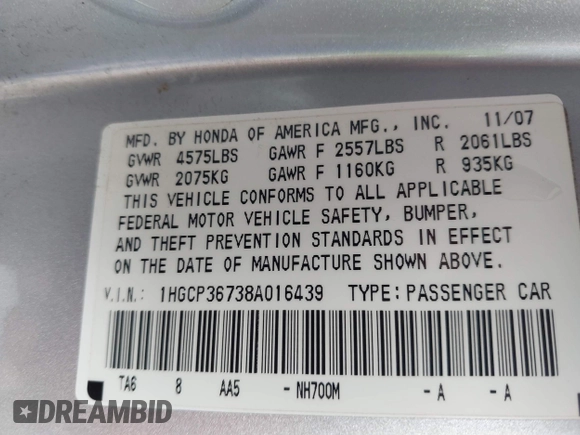 MFD. BY HONDA OF AMERICA MFG., INC. 11/07
GVWR 4575LBS GAWR F 2557LBS R 2061LBS
GVWR 2075KG GAWR F 1160KG R 935KG
THIS VEHICLE CONFORMS TO ALL APPLICABLE
FEDERAL MOTOR VEHICLE SAFETY, BUMPER,
AND THEFT PREVENTION STANDARDS IN EFFECT
ON THE DATE OF MANUFACTURE SHOWN ABOVE.
V.I.N.: 1HGCP36738A016439 TYPE: PASSENGER CAR
TA6 8 AA5 - NH700M - A - A
DREAMBID